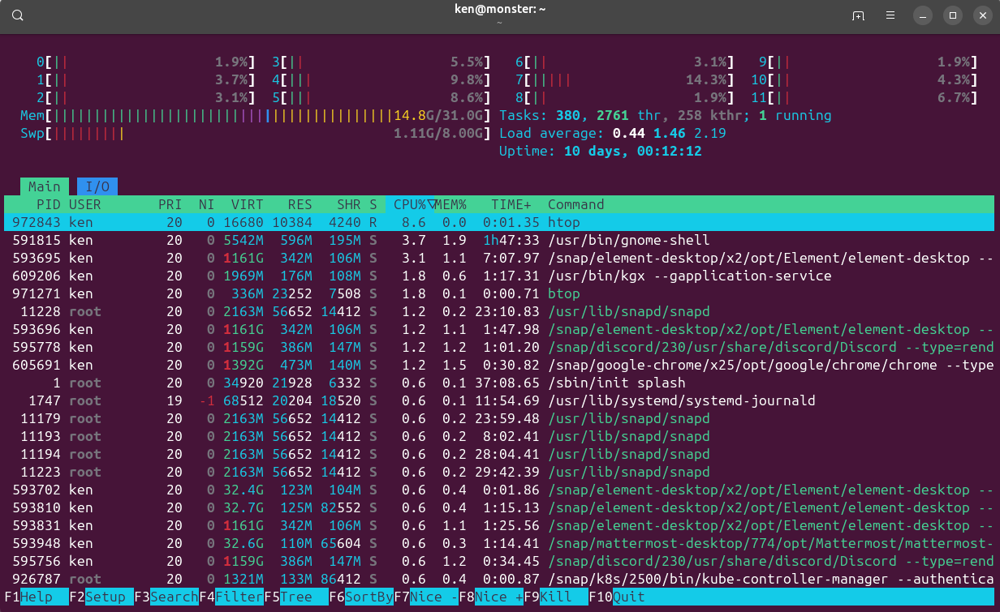 ken@monster: ~
~
0[|| 1.9%] 3[|| 5.5%] 6[|| 3.1%] 9[|| 1.9%]
1[|| 3.7%] 4[||| 9.8%] 7[||||| 14.3%] 10[|| 4.3%]
2[|| 3.1%] 5[||| 8.6%] 8[|| 1.9%] 11[|| 6.7%]
Mem[||||||||||||||||||||||||||||||||||||||||||14.8G/31.0G] Tasks: 380, 2761 thr, 258 kthr; 1 running
Swp[||||||||| 1.11G/8.00G] Load average: 0.44 1.46 2.19
Uptime: 10 days, 00:12:12
Main I/O
PID USER PRI NI VIRT RES SHR S CPU%▽MEM% TIME+ Command
972843 ken 20 0 16680 10384 4240 R 8.6 0.0 0:01.35 htop
591815 ken 20 0 5542M 596M 195M S 3.7 1.9 1h47:33 /usr/bin/gnome-shell
593695 ken 20 0 1161G 342M 106M S 3.1 1.1 7:07.97 /snap/element-desktop/x2/opt/Element/element-desktop --
609206 ken 20 0 1969M 176M 108M S 1.8 0.6 1:17.31 /usr/bin/kgx --gapplication-service
971271 ken 20 0 336M 23252 7508 S 1.8 0.1 0:00.71 btop
11228 root 20 0 2163M 56652 14412 S 1.2 0.2 23:10.83 /usr/lib/snapd/snapd
593696 ken 20 0 1161G 342M 106M S 1.2 1.1 1:47.98 /snap/element-desktop/x2/opt/Element/element-desktop --
595778 ken 20 0 1159G 386M 147M S 1.2 1.2 1:01.20 /snap/discord/230/usr/share/discord/Discord --type=rend
605691 ken 20 0 1392G 473M 140M S 1.2 1.5 0:30.82 /snap/google-chrome/x25/opt/google/chrome/chrome --type
1 root 20 0 34920 21928 6332 S 0.6 0.1 37:08.65 /sbin/init splash
1747 root 19 -1 68512 20204 18520 S 0.6 0.1 11:54.69 /usr/lib/systemd/systemd-journald
11179 root 20 0 2163M 56652 14412 S 0.6 0.2 23:59.48 /usr/lib/snapd/snapd
11193 root 20 0 2163M 56652 14412 S 0.6 0.2 8:02.41 /usr/lib/snapd/snapd
11194 root 20 0 2163M 56652 14412 S 0.6 0.2 28:04.41 /usr/lib/snapd/snapd
11223 root 20 0 2163M 56652 14412 S 0.6 0.2 29:42.39 /usr/lib/snapd/snapd
593702 ken 20 0 32.4G 123M 104M S 0.6 0.4 0:01.86 /snap/element-desktop/x2/opt/Element/element-desktop --
593810 ken 20 0 32.7G 125M 82552 S 0.6 0.4 1:15.13 /snap/element-desktop/x2/opt/Element/element-desktop --
593831 ken 20 0 1161G 342M 106M S 0.6 1.1 1:25.56 /snap/element-desktop/x2/opt/Element/element-desktop --
593948 ken 20 0 32.6G 110M 65604 S 0.6 0.3 1:14.41 /snap/mattermost-desktop/774/opt/Mattermost/mattermost-
595756 ken 20 0 1159G 386M 147M S 0.6 1.2 0:34.45 /snap/discord/230/usr/share/discord/Discord --type=rend
926787 root 20 0 1321M 133M 86412 S 0.6 0.4 0:00.87 /snap/k8s/2500/bin/kube-controller-manager --authentica
F1Help F2Setup F3SearchF4FilterF5Tree F6SortByF7Nice -F8Nice +F9Kill F10Quit